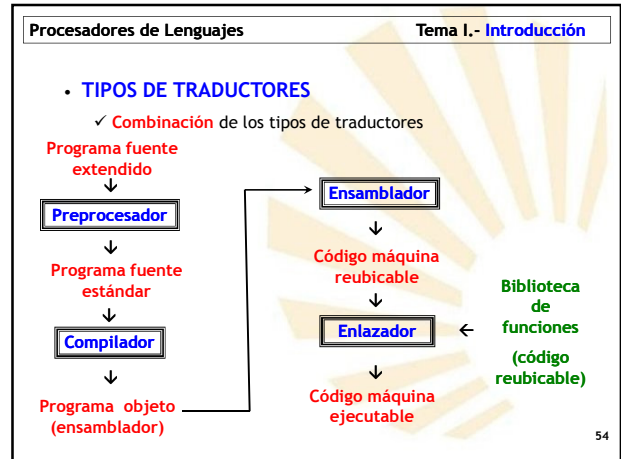 Procesadores de Lenguajes
Tema I.- Introducción
• TIPOS DE TRADUCTORES
✓ Combinación de los tipos de traductores
Programa fuente
extendido
Preprocesador
Programa fuente
estándar
Compilador
Programa objeto
(ensamblador)
Ensamblador
Código máquina
reubicable
Enlazador
Código máquina
ejecutable
Biblioteca
de
funciones
(código
reubicable)
54